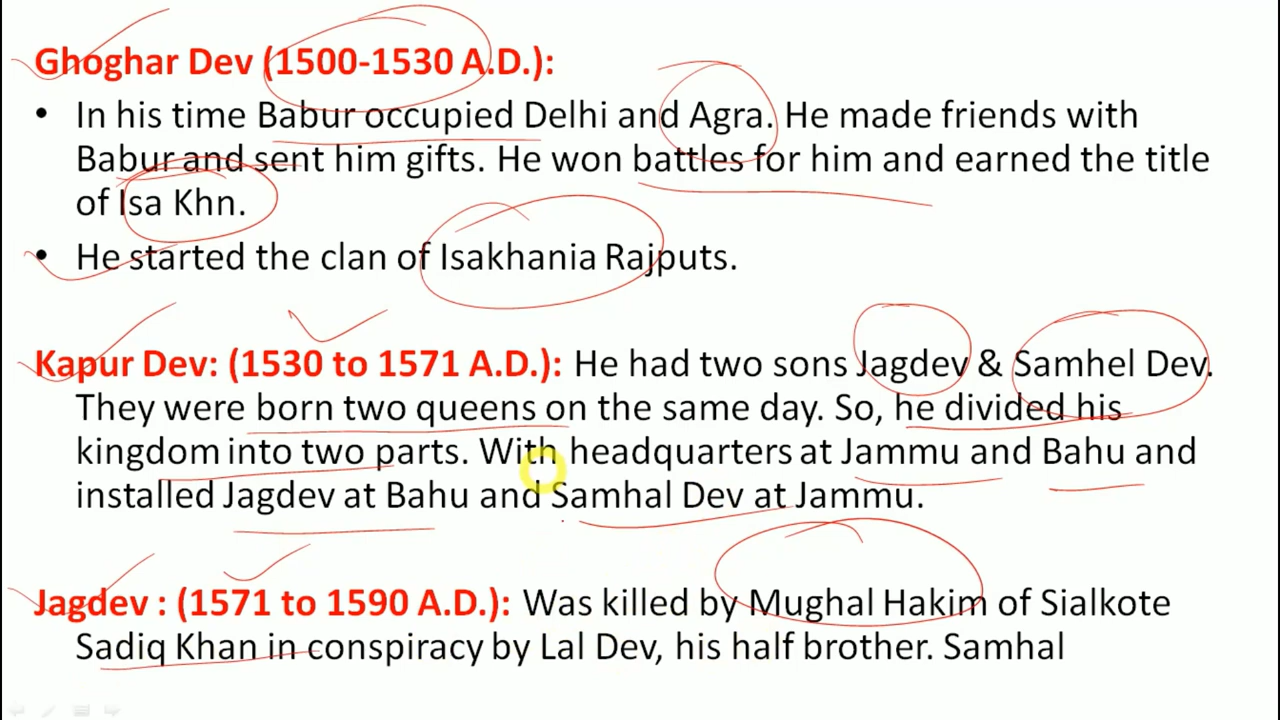 Ghoghar Dev (1500-1530 A.D.):
• In his time Babur occupied Delhi and Agra. He made friends with
Babur and sent him gifts. He won battles for him and earned the title
of Isa Khn.
• He started the clan of Isakhania Rajputs.
Kapur Dev: (1530 to 1571 A.D.): He had two sons Jagdev & Samhel Dev.
They were born two queens on the same day. So, he divided his
kingdom into two parts. With headquarters at Jammu and Bahu and
installed Jagdev at Bahu and Samhal Dev at Jammu.
Jagdev : (1571 to 1590 A.D.): Was killed by Mughal Hakim of Sialkote
Sadiq Khan in conspiracy by Lal Dev, his half brother. Samhal